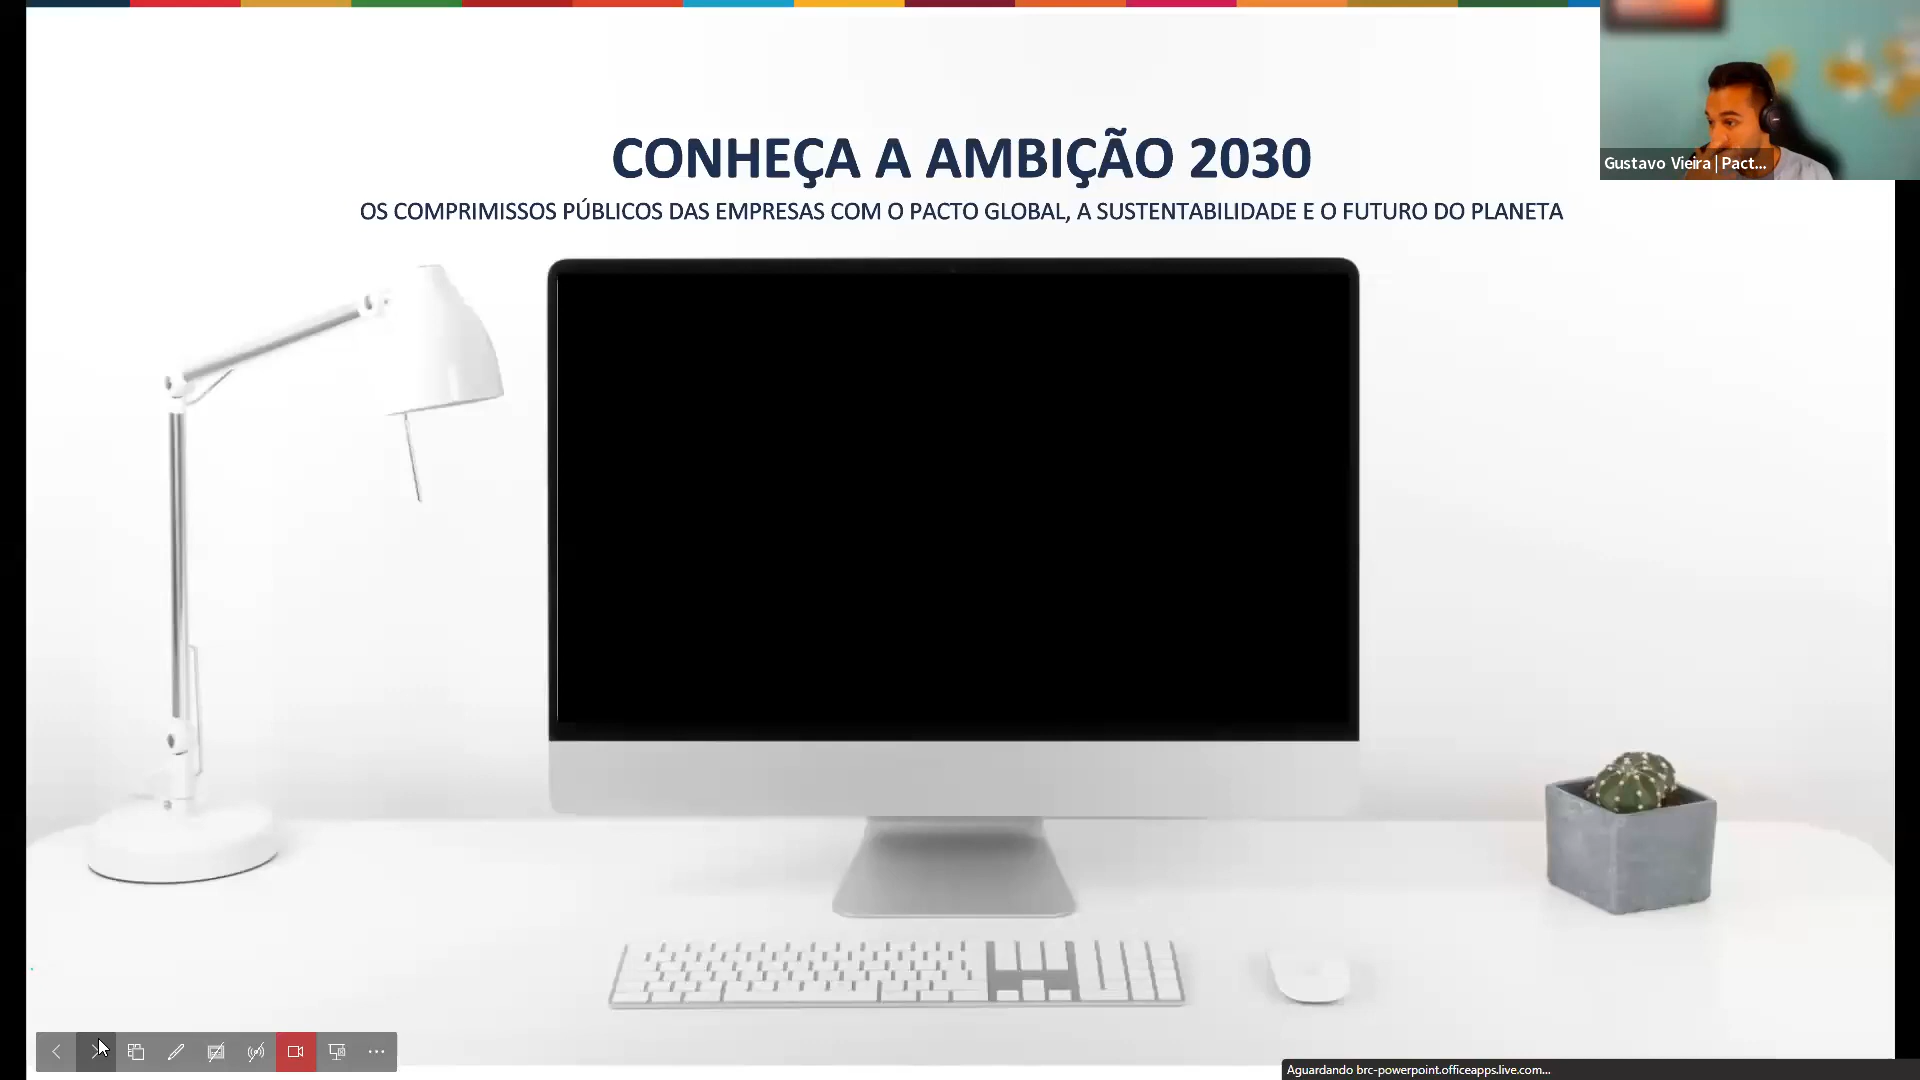 CONHEÇA A AMBIÇÃO 2030
OS COMPRIMISSOS PÚBLICOS DAS EMPRESAS COM O PACTO GLOBAL, A SUSTENTABILIDADE E O FUTURO DO PLANETA
Gustavo Vieira | Pact...
Aguardando brc-powerpoint.officeapps.live.com...